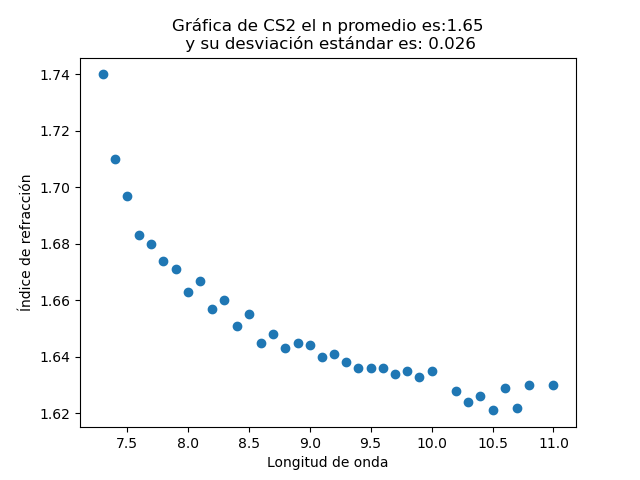 Gráfica de CS2 el n promedio es:1.65
y su desviación estándar es: 0.026
1.74
1.72
1.70
1.68
1.66
1.64
1.62
Índice de refracción
7.5 8.0 8.5 9.0 9.5 10.0 10.5 11.0
Longitud de onda